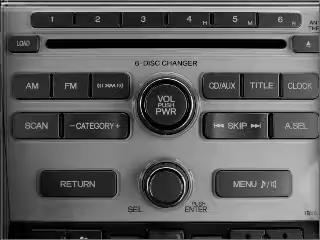 1 2 3 4 5 6
LOAD
6-DISC CHANGER
AM FM CD/AUX TITLE CLOCK
VOL
PUSH
PWR
SCAN −CATEGORY+ SKIP A.SEL
RETURN MENU
SEL PUSH
ENTER